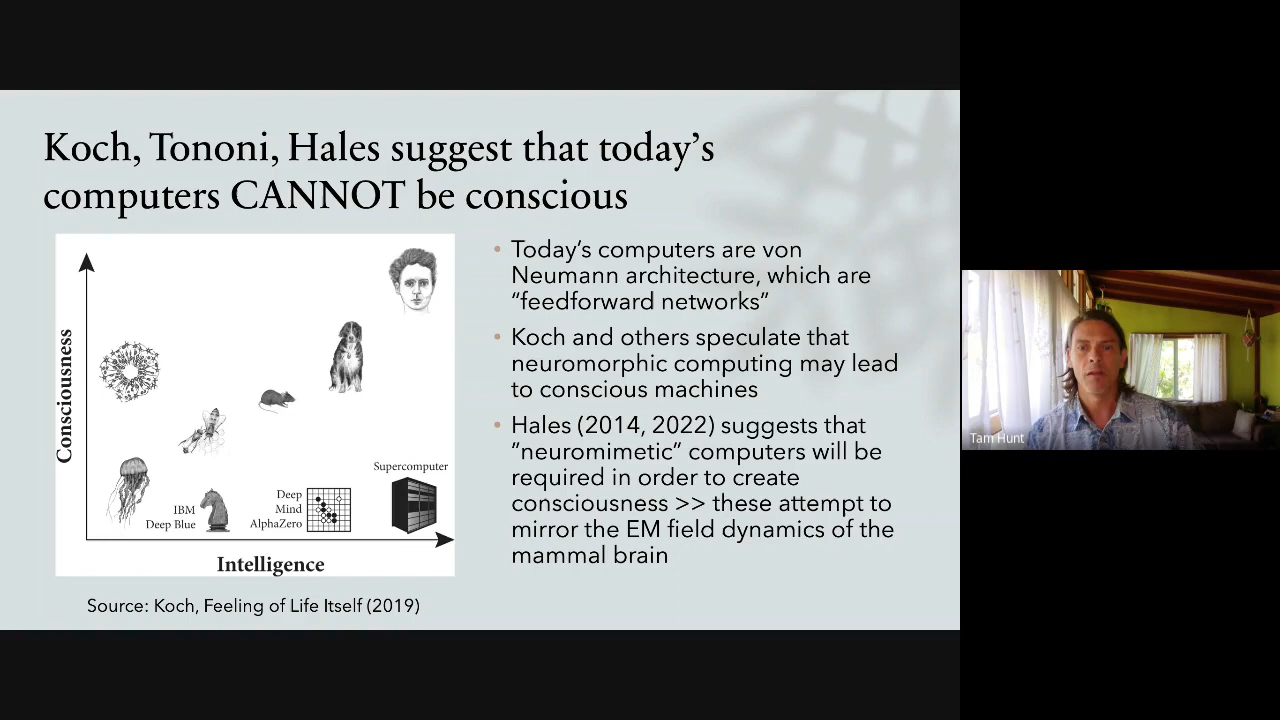 Koch, Tononi, Hales suggest that today’s
computers CANNOT be conscious
Consciousness
IBM
Deep Blue
Deep
Mind
AlphaZero
Supercomputer
Intelligence
Source: Koch, Feeling of Life Itself (2019)
• Today’s computers are von
Neumann architecture, which are
“feedforward networks”
• Koch and others speculate that
neuromorphic computing may lead
to conscious machines
• Hales (2014, 2022) suggests that
“neuromimetic” computers will be
required in order to create
consciousness >> these attempt to
mirror the EM field dynamics of the
mammal brain
Tam Hunt